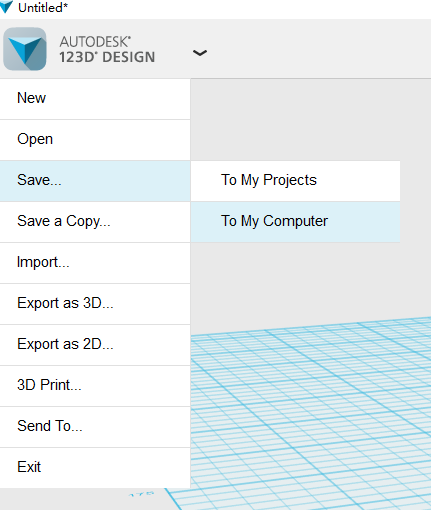 Untitled*
AUTODESK®
123D® DESIGN
New
Open
Save...
To My Projects
Save a Copy...
To My Computer
Import...
Export as 3D...
Export as 2D...
3D Print...
Send To...
Exit